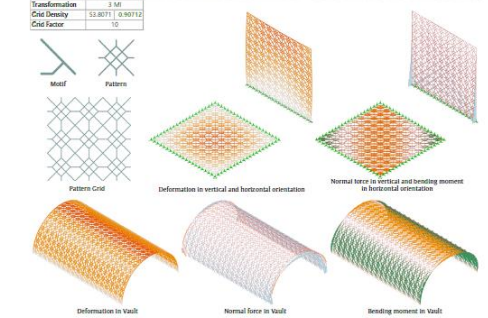 Transformation 3 MI
Grid Density 53.8071 0.90712
Grid Factor 10
Motif
Pattern
Pattern Grid
Deformation in vertical and horizontal orientation
Normal force in vertical and bending moment
in horizontal orientation
Deformation in Vault
Normal force in Vault
Bending moment in Vault